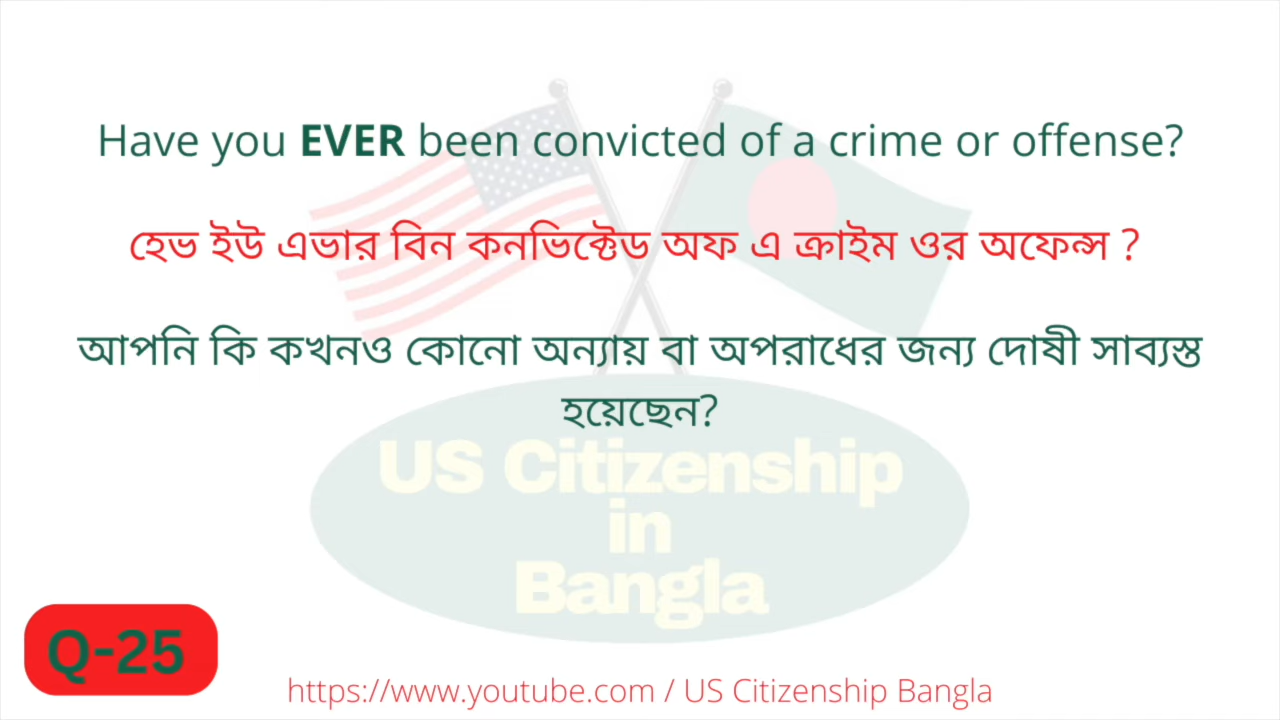 Have you EVER been convicted of a crime or offense?
হেভ ইউ এভার বিন কনভিক্টেড অফ এ ক্রাইম ওর অফেন্স ?
আপনি কি কখনও কোনো অন্যায় বা অপরাধের জন্য দোষী সাব্যস্ত
হয়েছেন?
US Citizenship
in
Bangla
Q-25
https://www.youtube.com / US Citizenship Bangla